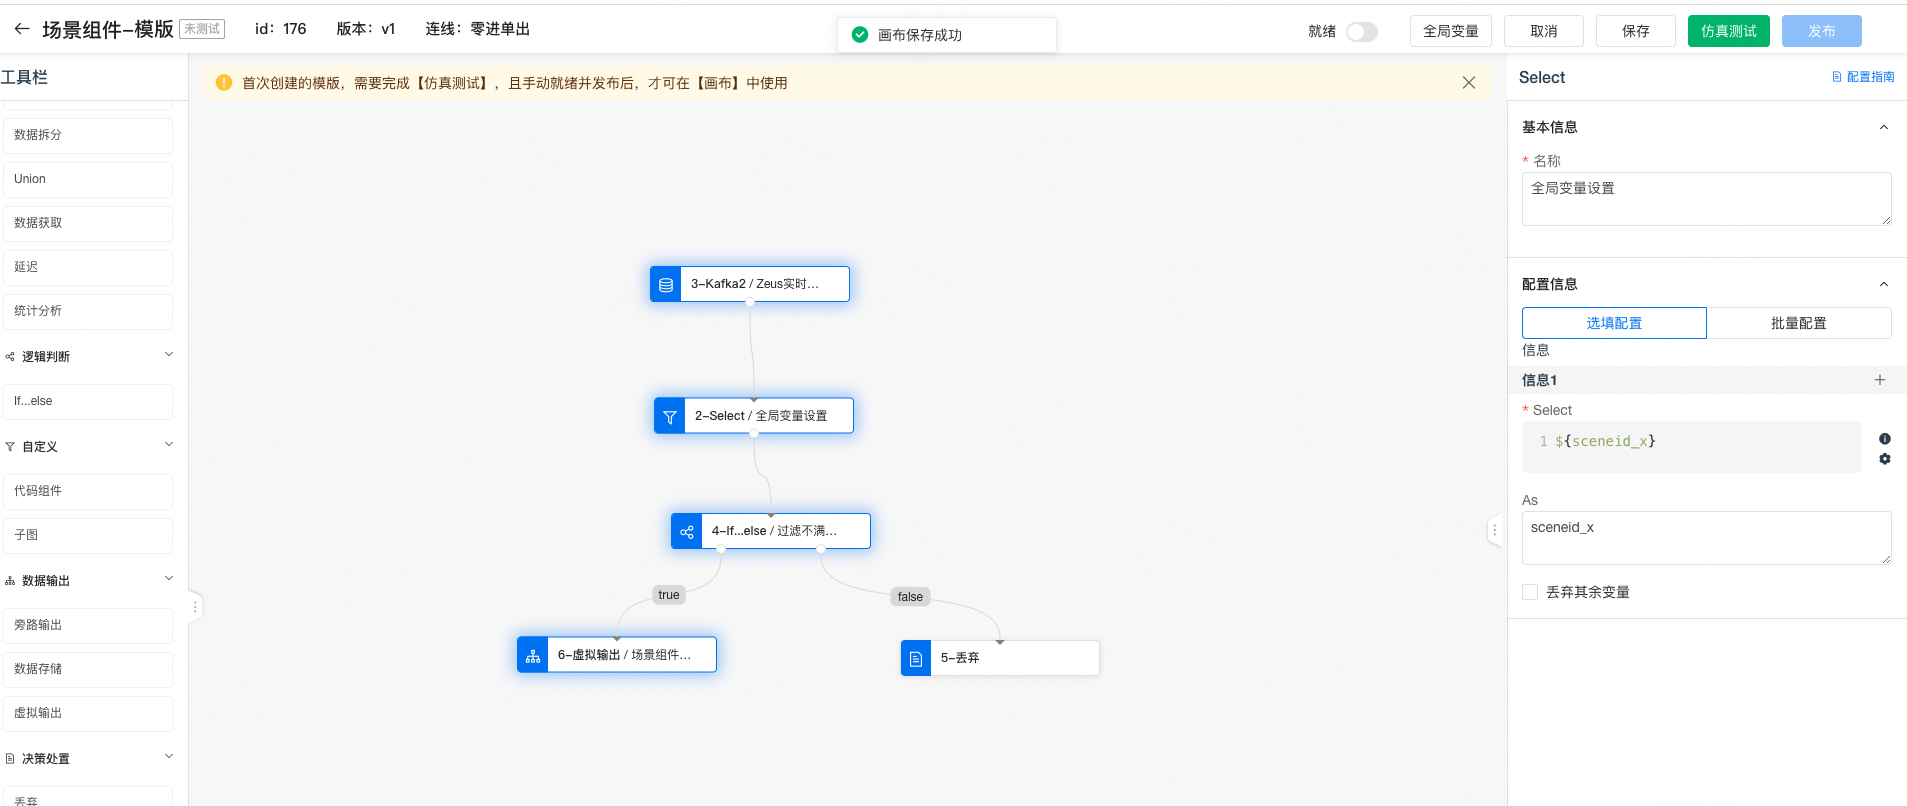 场景组件-模版 未测试 id：176 版本：v1 连线：零进单出
画布保存成功
就绪 全局变量 取消 保存 仿真测试 发布
工具栏
数据拆分
Union
数据获取
延迟
统计分析
逻辑判断
If...else
自定义
代码组件
子图
数据输出
旁路输出
数据存储
虚拟输出
决策处置
丢弃
首次创建的模版，需要完成【仿真测试】，且手动就绪并发布后，才可在【画布】中使用
3-Kafka2 / Zeus实时...
2-Select / 全局变量设置
4-If...else / 过滤不满...
true
false
6-虚拟输出 / 场景组件...
5-丢弃
Select 配置指南
基本信息
* 名称
全局变量设置
配置信息
选填配置 批量配置
信息
信息1
* Select
1 ${sceneid_x}
As
sceneid_x
丢弃其余变量